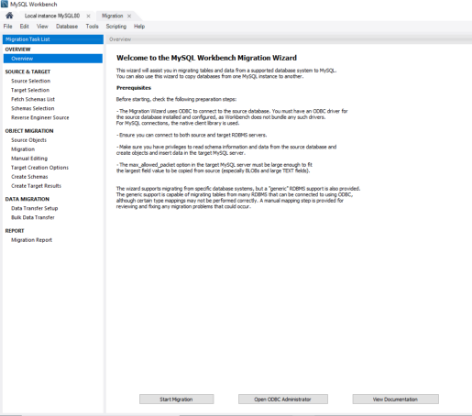 MySQL Workbench
Local instance MySQL80 × Migration ×
File Edit View Database Tools Scripting Help
Migration Task List
Overview
OVERVIEW
Overview
SOURCE & TARGET
Source Selection
Target Selection
Fetch Schemas List
Schemas Selection
Reverse Engineer Source
OBJECT MIGRATION
Source Objects
Migration
Manual Editing
Target Creation Options
Create Schemas
Create Target Results
DATA MIGRATION
Data Transfer Setup
Bulk Data Transfer
REPORT
Migration Report
Welcome to the MySQL Workbench Migration Wizard
This wizard will assist you in migrating tables and data from a supported database system to MySQL.
You can also use this wizard to copy databases from one MySQL instance to another.
Prerequisites
Before starting, check the following preparation steps:
- The Migration Wizard uses ODBC to connect to the source database. You must have an ODBC driver for
the source database installed and configured, as Workbench does not bundle any such drivers.
For MySQL connections, the native client library is used.
- Ensure you can connect to both source and target RDBMS servers.
- Make sure you have privileges to read schema information and data from the source database and
create objects and insert data in the target MySQL server.
- The max_allowed_packet option in the target MySQL server must be large enough to fit
the largest field value to be copied from source (especially BLOBs and large TEXT fields).
The wizard supports migrating from specific database systems, but a "generic" RDBMS support is also provided.
The generic support is capable of migrating tables from many RDBMS that can be connected to using ODBC,
although certain type mappings may not be performed correctly. A manual mapping step is provided for
reviewing and fixing any migration problems that could occur.
Start Migration
Open ODBC Administrator
View Documentation